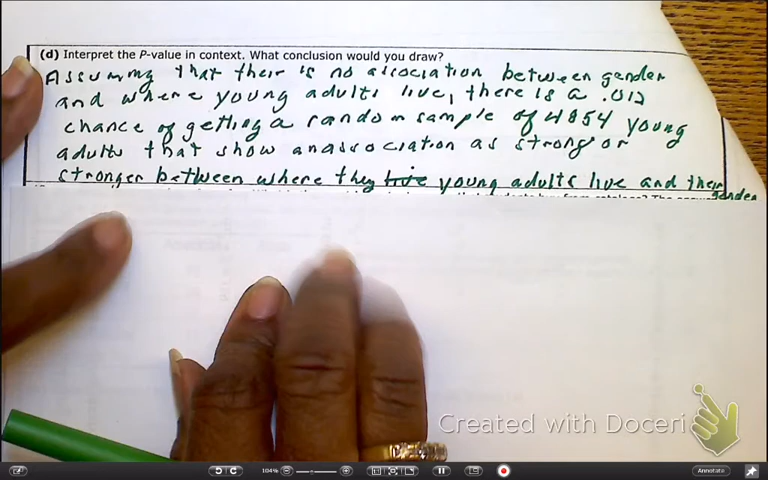 (d) Interpret the P-value in context. What conclusion would you draw?
Assuming that their is no association between gender
and where young adults live, there is a .012
chance of getting a random sample of 4854 young
adults that show an association as strong or
stronger between where they live young adults live and their
gender
Created with Doceri
104%
Annotate